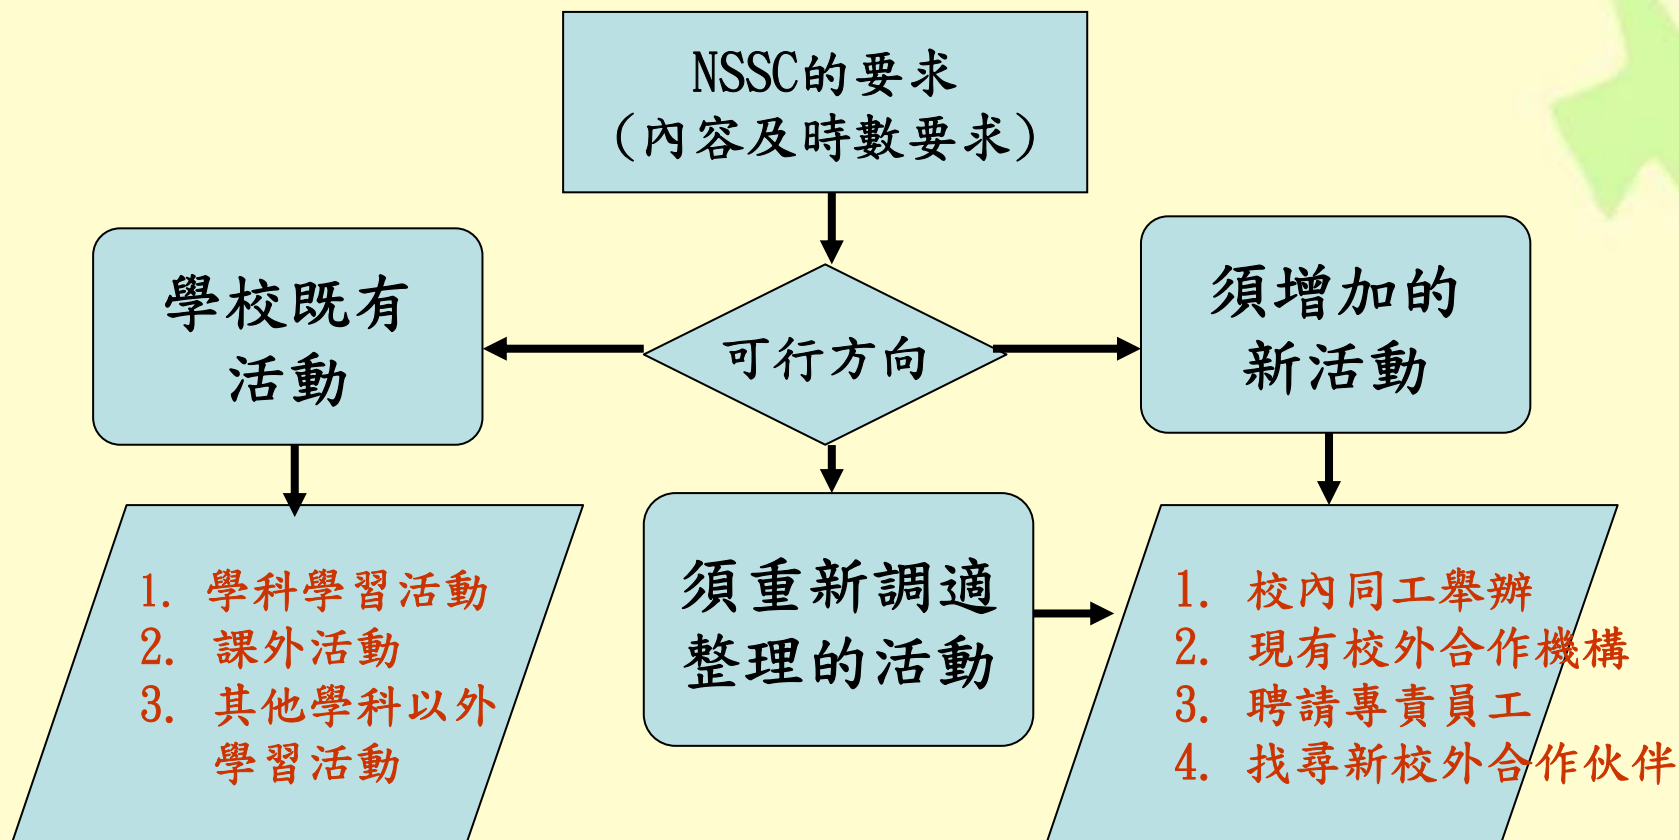 NSSC的要求
(內容及時數要求)
學校既有
活動
可行方向
須增加的
新活動
須重新調適
整理的活動
1. 學科學習活動
2. 課外活動
3. 其他學科以外
學習活動
1. 校內同工舉辦
2. 現有校外合作機構
3. 聘請專責員工
4. 找尋新校外合作伙伴